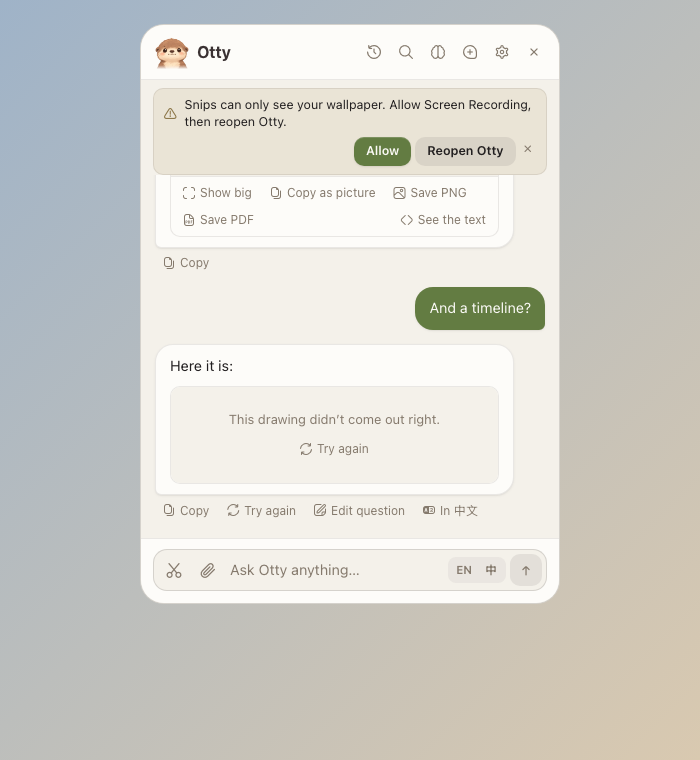 Otty
Snips can only see your wallpaper. Allow Screen Recording,
then reopen Otty.
Allow
Reopen Otty
Show big
Copy as picture
Save PNG
Save PDF
See the text
Copy
And a timeline?
Here it is:
This drawing didn’t come out right.
Try again
Copy
Try again
Edit question
In 中文
Ask Otty anything...
EN
中